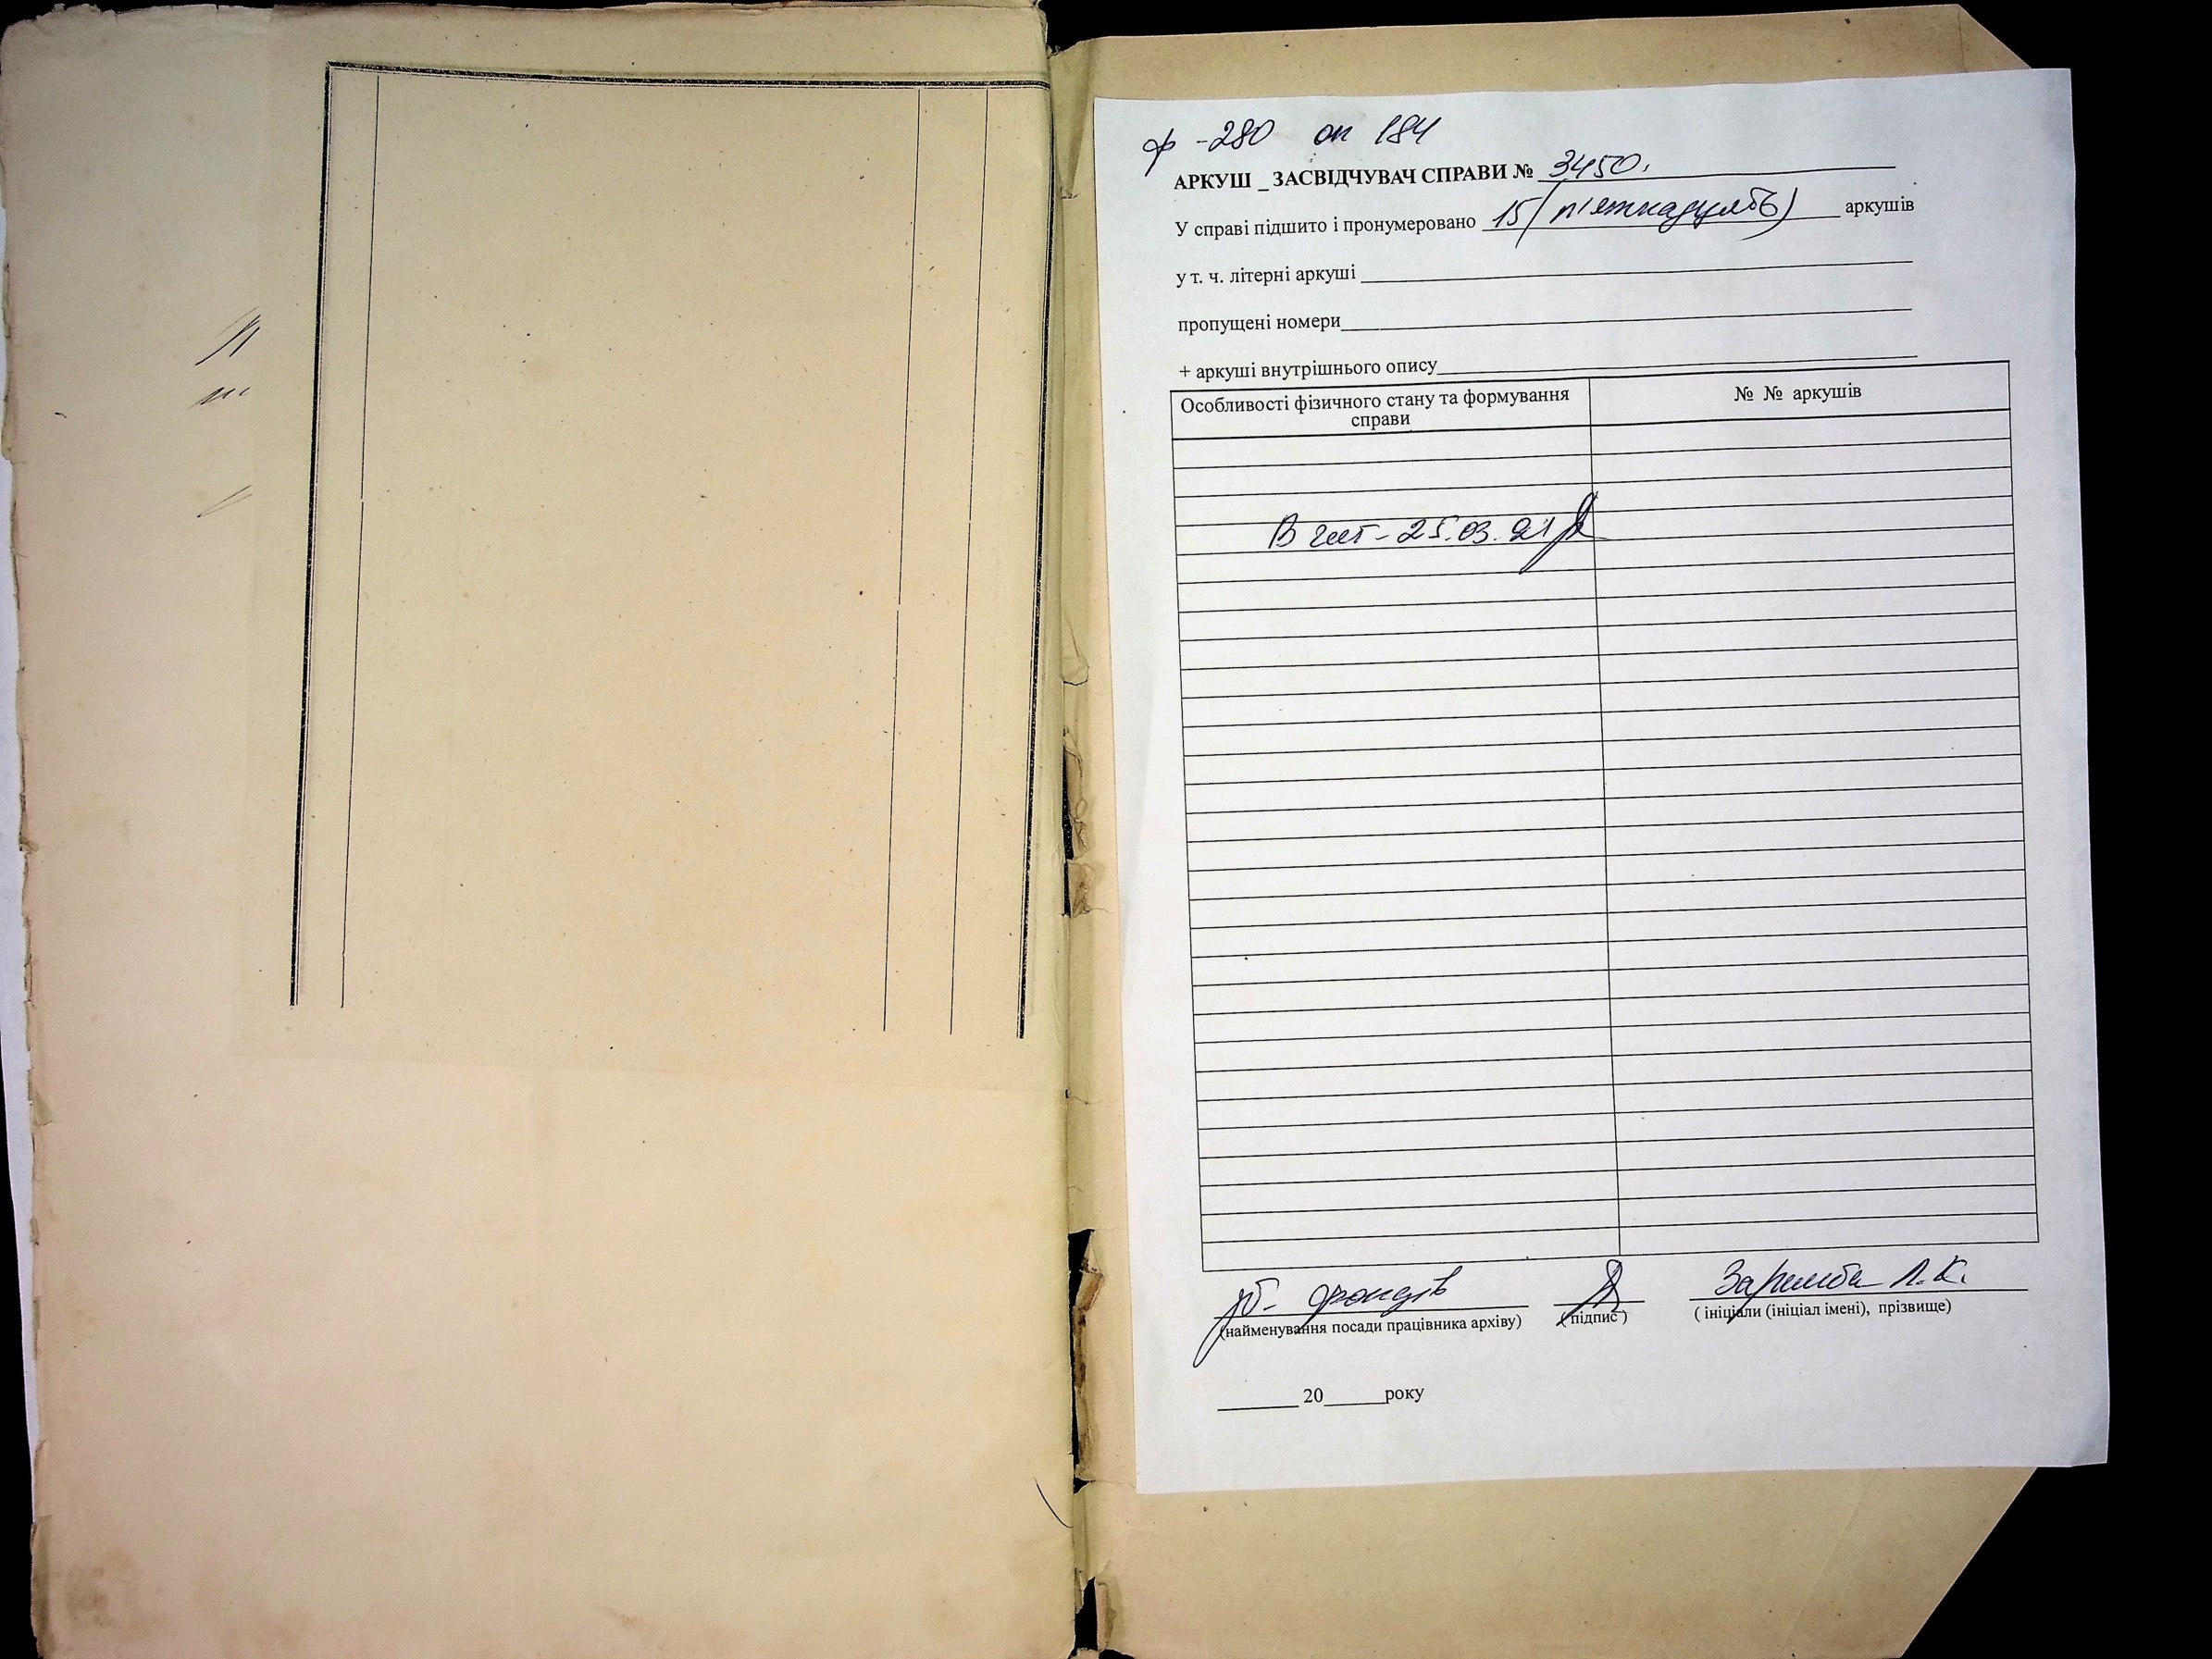 ф -280 оп 184
АРКУШ _ ЗАСВІДЧУВАЧ СПРАВИ № 3450.
У справі підшито і пронумеровано 15 (п'ятнадцять) аркушів
у т. ч. літерні аркуші
пропущені номери
+ аркуші внутрішнього опису
Особливості фізичного стану та формування справи
№ № аркушів
25.03.21
фондів
Заремба Л.К.
(найменування посади працівника архіву) (підпис) ( ініціали (ініціал імені), прізвище)
20 року